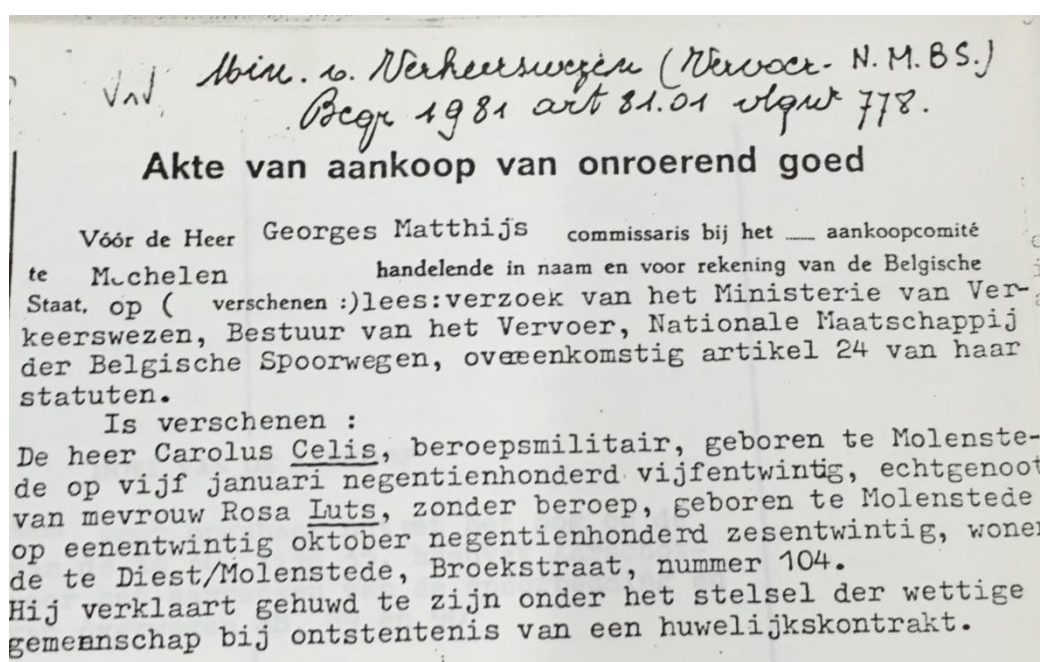 VnJ Min. v. Verkeerswezen (Vervoer - N.M.B.S.)
Begr 1981 art 81.01 vlgnr 778.
Akte van aankoop van onroerend goed
Vóór de Heer Georges Matthijs commissaris bij het __ aankoopcomité
te Mechelen handelende in naam en voor rekening van de Belgische
Staat, op ( verschenen :)lees:verzoek van het Ministerie van Ver-
keerswezen, Bestuur van het Vervoer, Nationale Maatschappij
der Belgische Spoorwegen, overeenkomstig artikel 24 van haar
statuten.
Is verschenen :
De heer Carolus Celis, beroepsmilitair, geboren te Molenste-
de op vijf januari negentienhonderd vijfentwintig, echtgenoot
van mevrouw Rosa Luts, zonder beroep, geboren te Molenstede
op eenentwintig oktober negentienhonderd zesentwintig, wonen
de te Diest/Molenstede, Broekstraat, nummer 104.
Hij verklaart gehuwd te zijn onder het stelsel der wettige
gemeenschap bij ontstentenis van een huwelijkskontrakt.